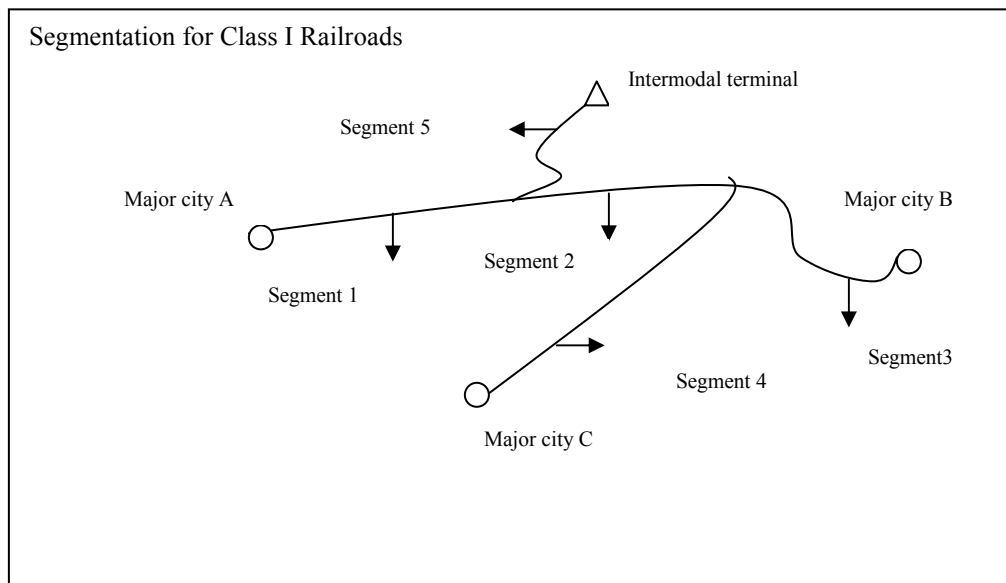 Segmentation for Class I Railroads
Intermodal terminal
Segment 5
Major city A
Major city B
Segment 2
Segment 1
Segment3
Segment 4
Major city C